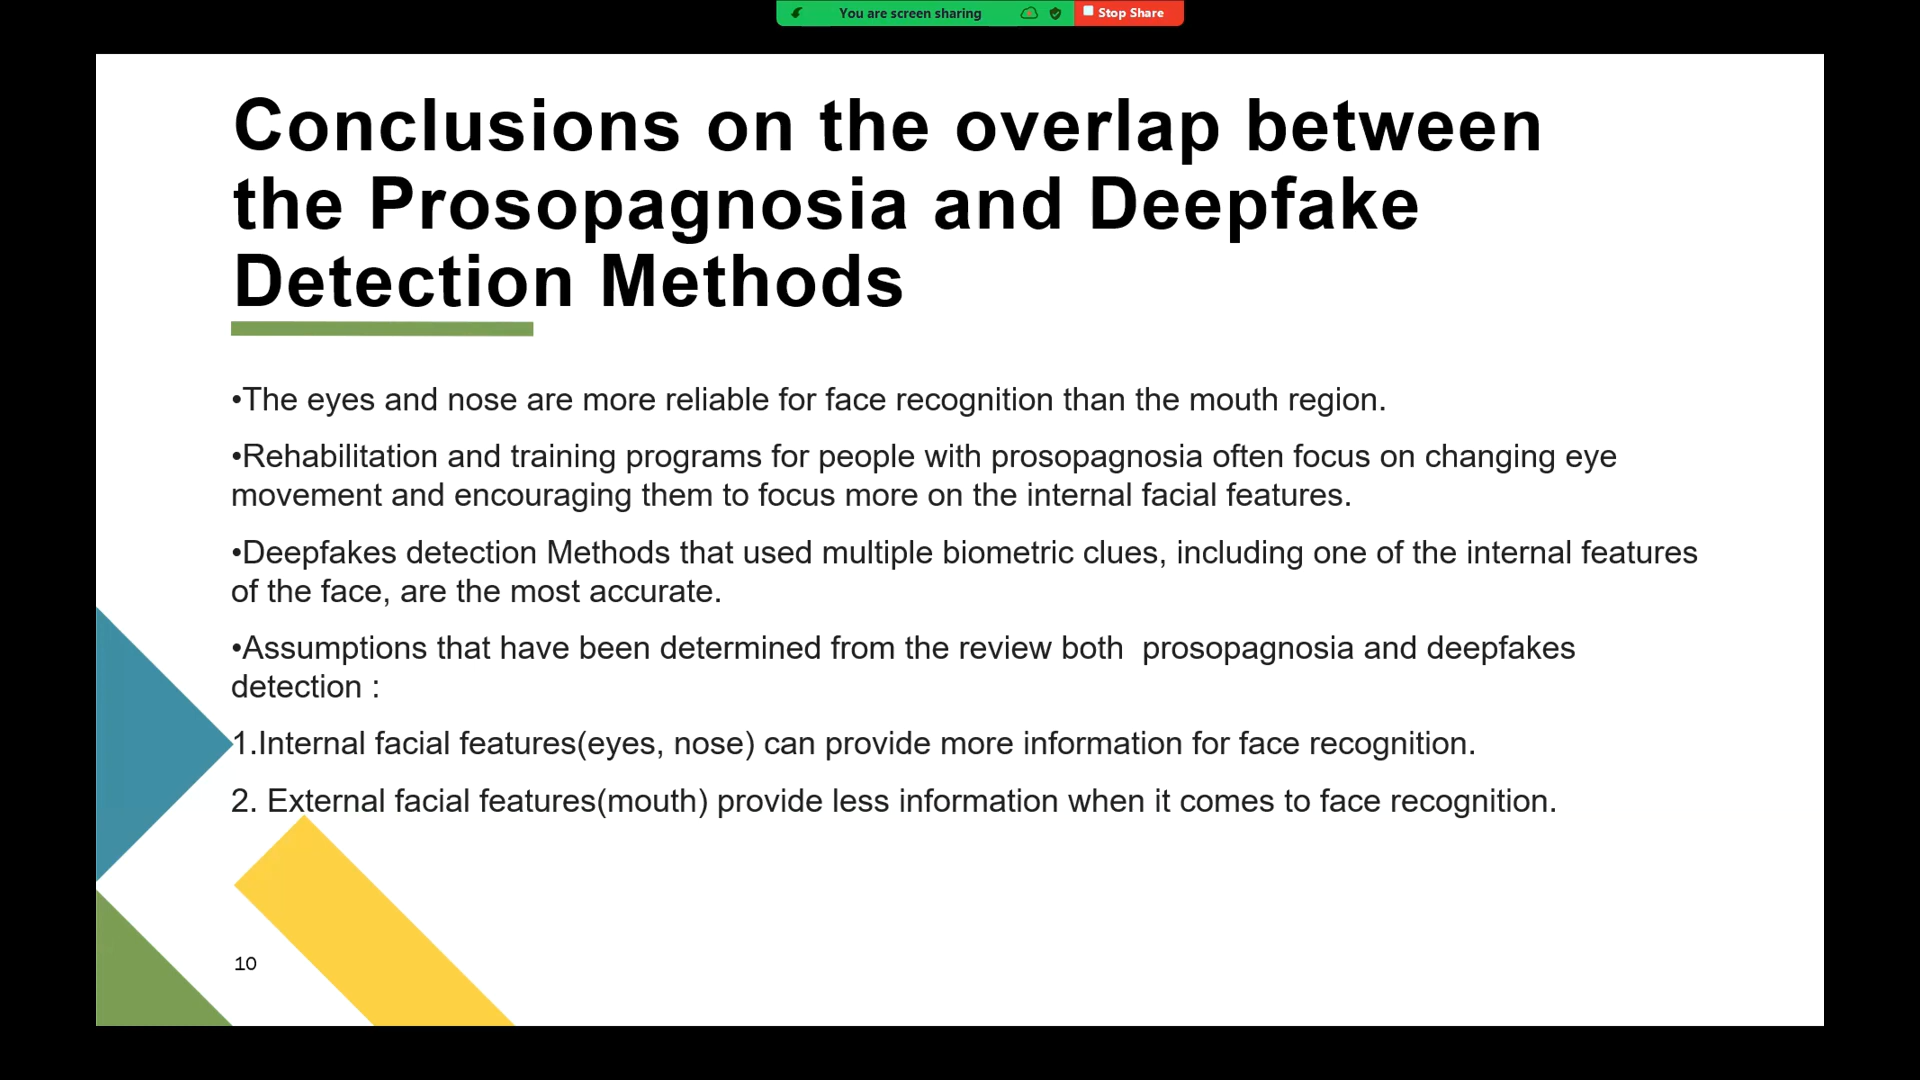 You are screen sharing
Stop Share
Conclusions on the overlap between
the Prosopagnosia and Deepfake
Detection Methods
•The eyes and nose are more reliable for face recognition than the mouth region.
•Rehabilitation and training programs for people with prosopagnosia often focus on changing eye
movement and encouraging them to focus more on the internal facial features.
•Deepfakes detection Methods that used multiple biometric clues, including one of the internal features
of the face, are the most accurate.
•Assumptions that have been determined from the review both  prosopagnosia and deepfakes
detection :
1.Internal facial features(eyes, nose) can provide more information for face recognition.
2. External facial features(mouth) provide less information when it comes to face recognition.
10